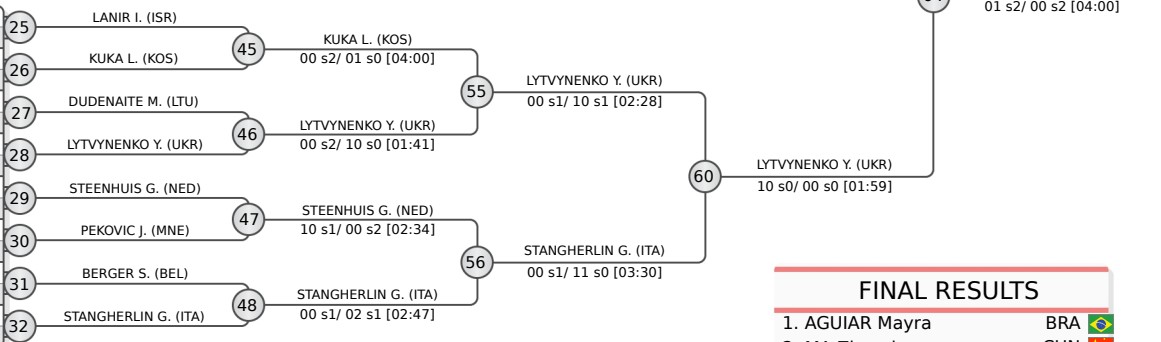 01 s2/ 00 s2 [04:00]
25
LANIR I. (ISR)
45
KUKA L. (KOS)
00 s2/ 01 s0 [04:00]
26
KUKA L. (KOS)
55
LYTVYNENKO Y. (UKR)
00 s1/ 10 s1 [02:28]
27
DUDENAITE M. (LTU)
46
LYTVYNENKO Y. (UKR)
00 s2/ 10 s0 [01:41]
28
LYTVYNENKO Y. (UKR)
60
LYTVYNENKO Y. (UKR)
10 s0/ 00 s0 [01:59]
29
STEENHUIS G. (NED)
47
STEENHUIS G. (NED)
10 s1/ 00 s2 [02:34]
30
PEKOVIC J. (MNE)
56
STANGHERLIN G. (ITA)
00 s1/ 11 s0 [03:30]
31
BERGER S. (BEL)
48
STANGHERLIN G. (ITA)
00 s1/ 02 s1 [02:47]
32
STANGHERLIN G. (ITA)
FINAL RESULTS
1. AGUIAR Mayra BRA